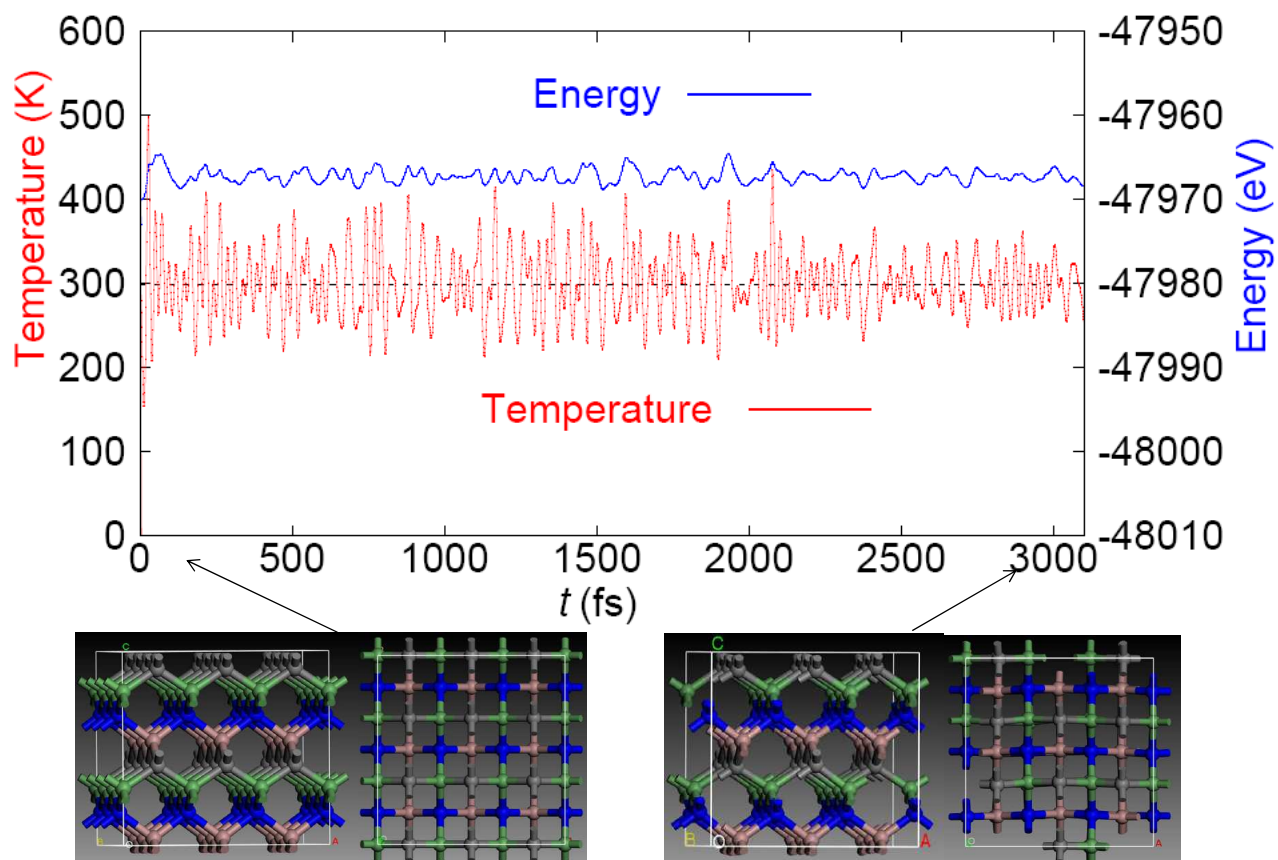 600
500
400
300
200
100
0
Temperature (K)
-47950
-47960
-47970
-47980
-47990
-48000
-48010
Energy (eV)
Energy
Temperature
0 500 1000 1500 2000 2500 3000
t (fs)
C
B
O
A
C
B
O
A
O
A